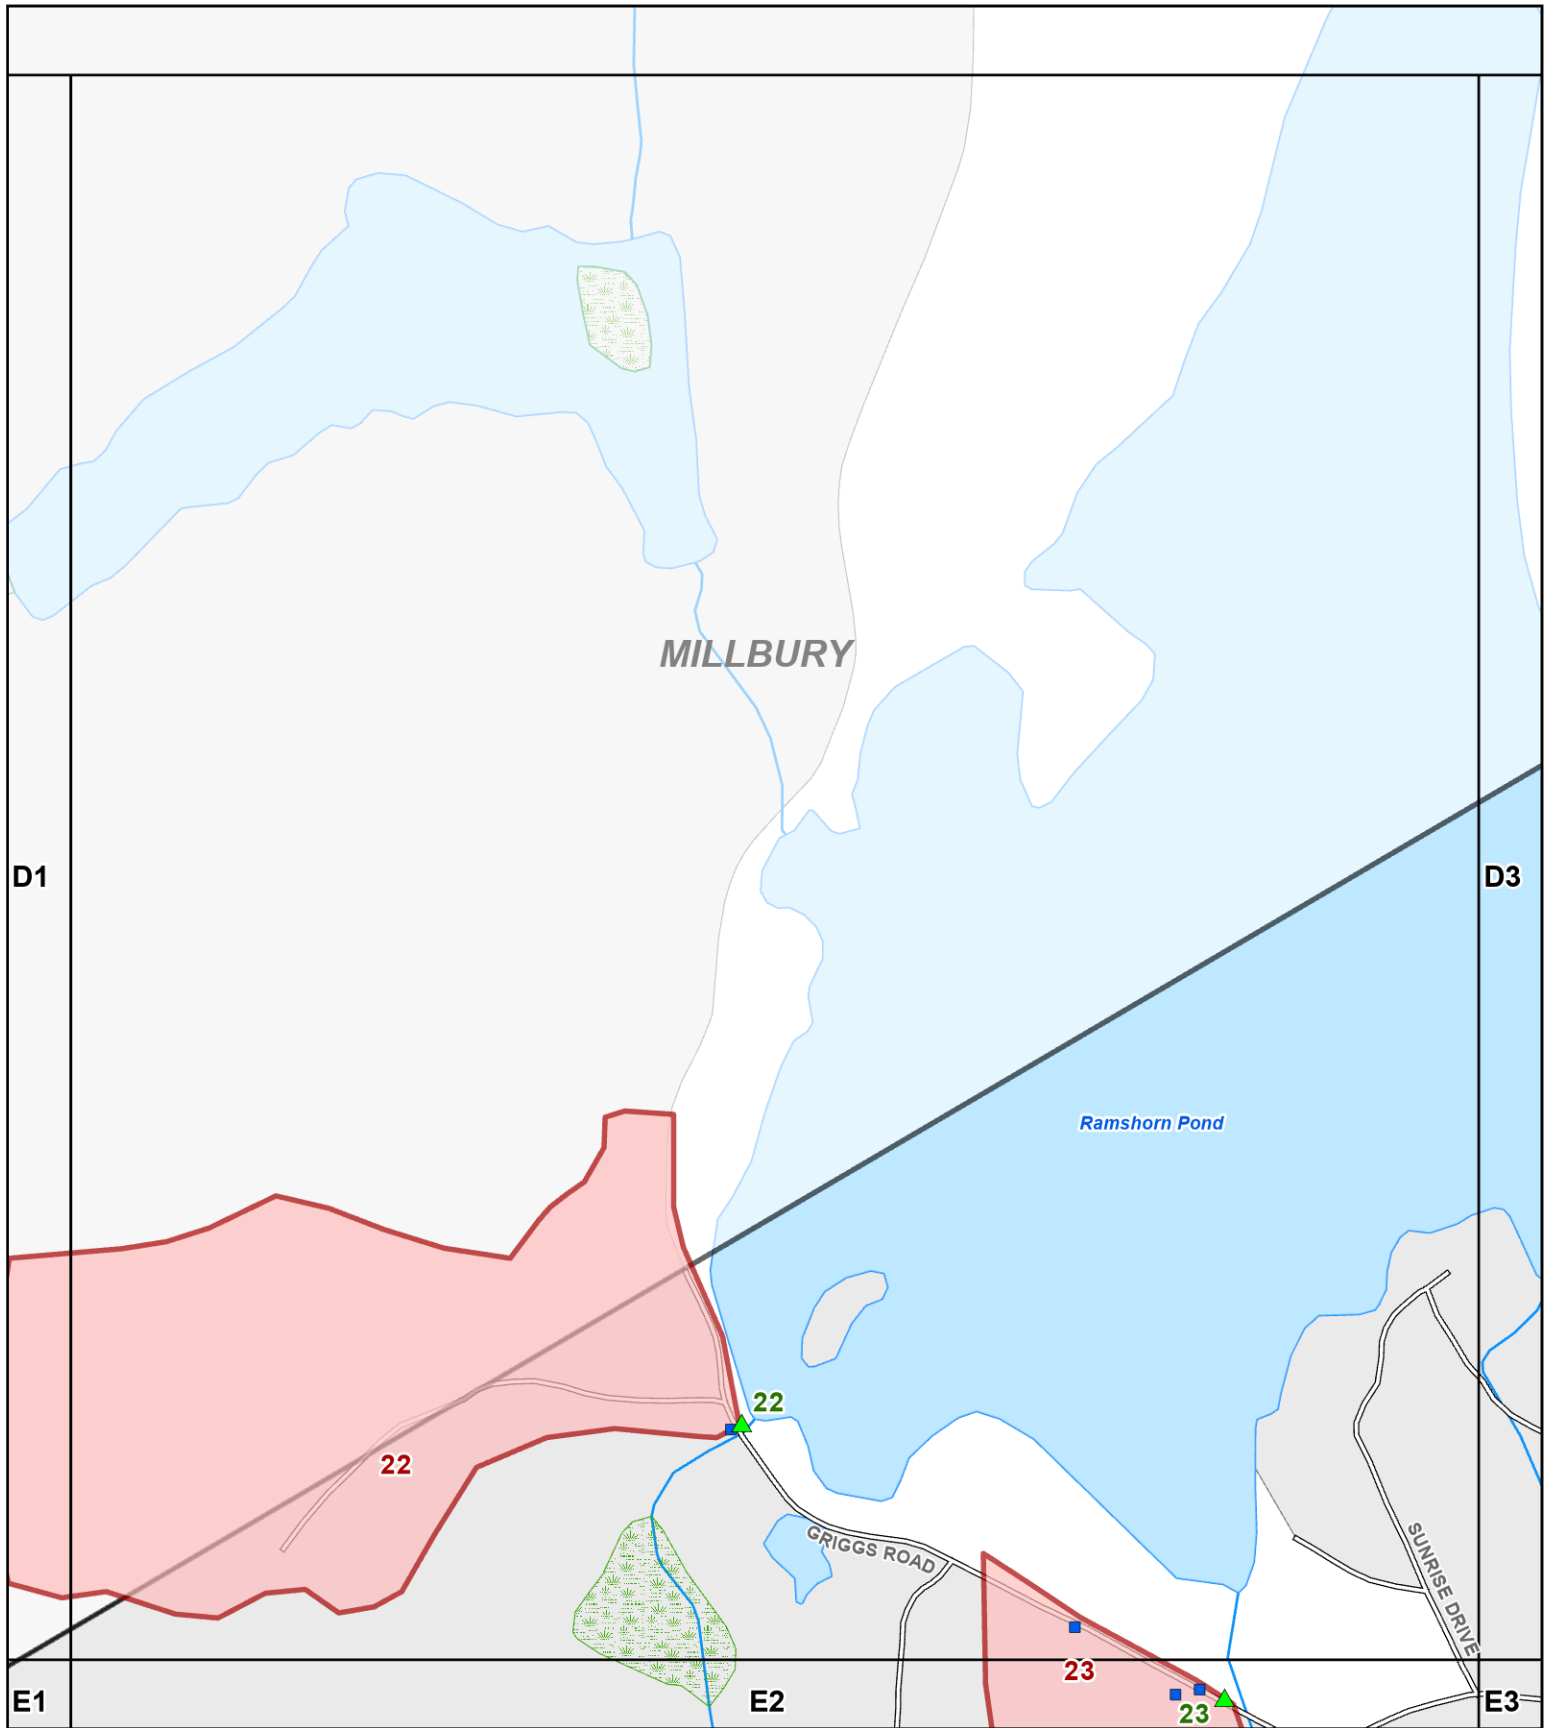 MILLBURY
D1
D3
Ramshorn Pond
22
22
GRIGGS ROAD
SUNRISE DRIVE
23
E1
E2
23
E3